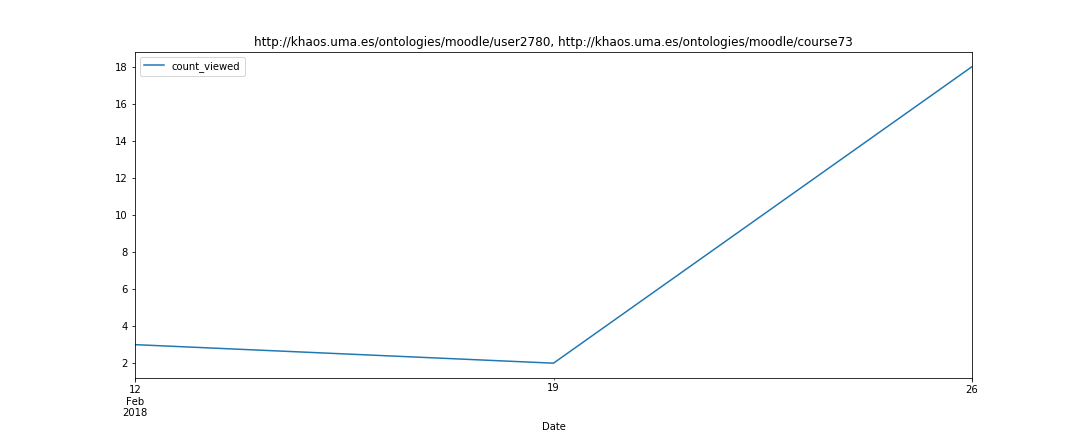 http://khaos.uma.es/ontologies/moodle/user2780, http://khaos.uma.es/ontologies/moodle/course73
count_viewed
18
16
14
12
10
8
6
4
2
12 19 26
Feb
2018
Date